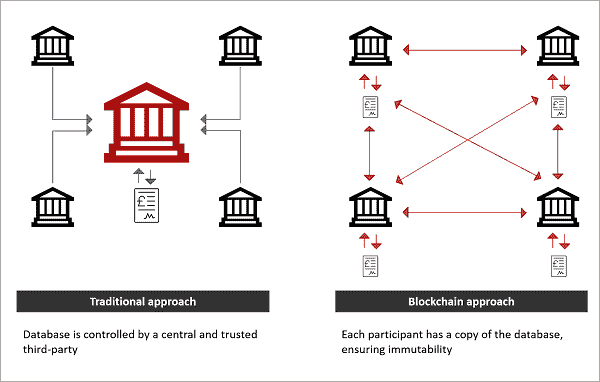 £
£
£
£
£
Traditional approach
Blockchain approach
Database is controlled by a central and trusted
third-party
Each participant has a copy of the database,
ensuring immutability